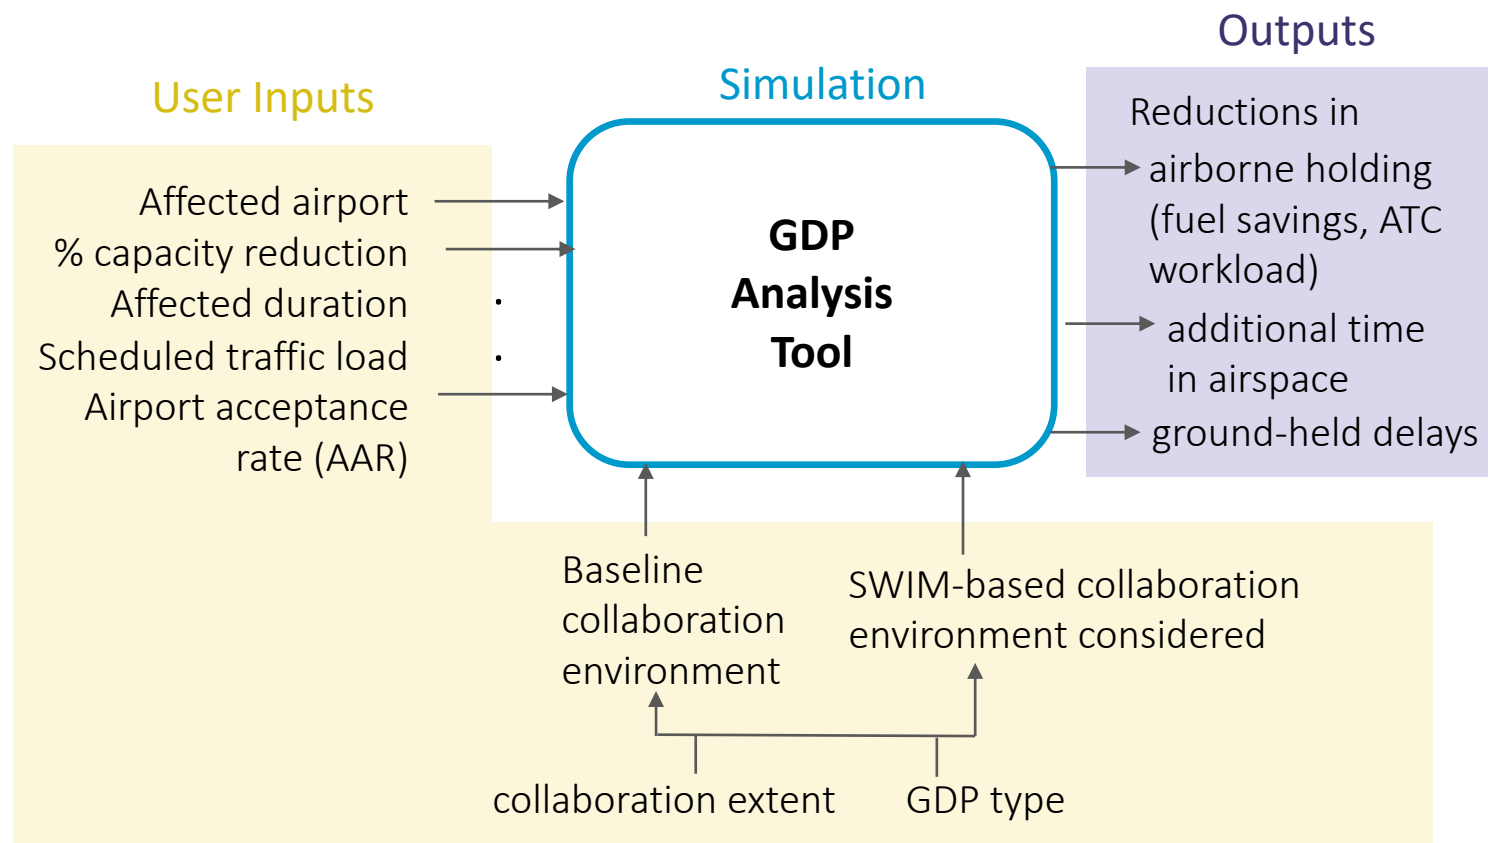 User Inputs
Affected airport
% capacity reduction
Affected duration
Scheduled traffic load
Airport acceptance
rate (AAR)
Simulation
GDP
Analysis
Tool
Outputs
Reductions in
airborne holding
(fuel savings, ATC
workload)
additional time
in airspace
ground-held delays
Baseline
collaboration
environment
SWIM-based collaboration
environment considered
collaboration extent
GDP type